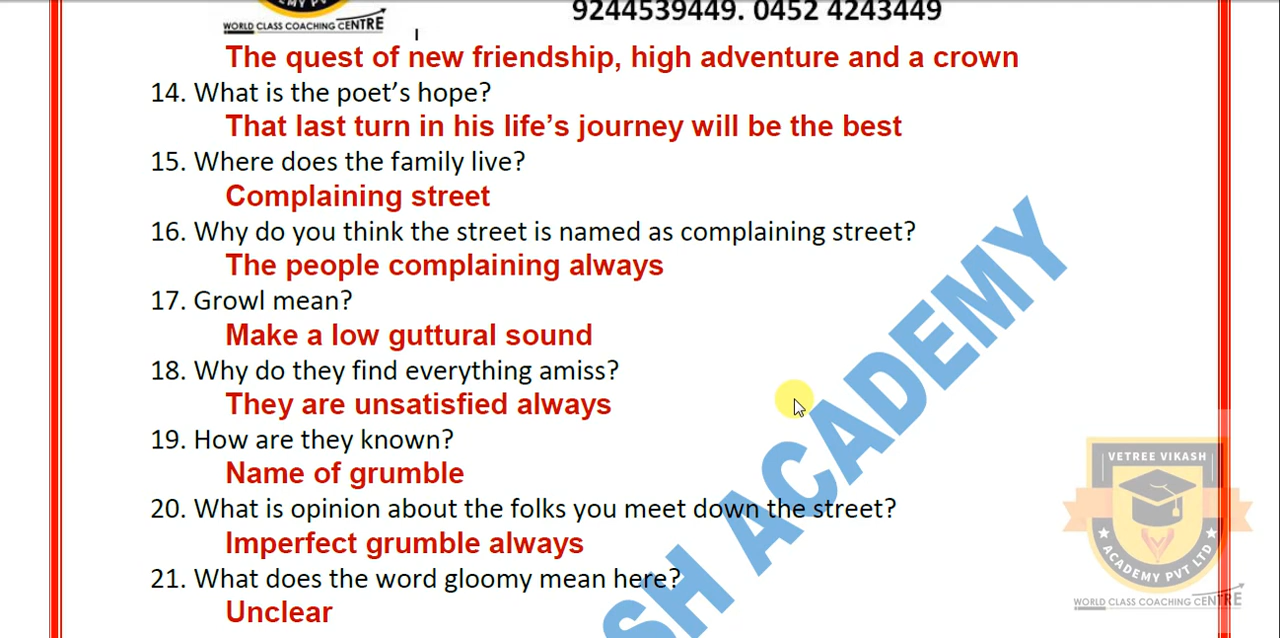 MY PV
WORLD CLASS COACHING CENTRE
9244539449. 0452 4243449
The quest of new friendship, high adventure and a crown
14. What is the poet's hope?
That last turn in his life's journey will be the best
15. Where does the family live?
Complaining street
16. Why do you think the street is named as complaining street?
The people complaining always
17. Growl mean?
Make a low guttural sound
18. Why do they find everything amiss?
They are unsatisfied always
19. How are they known?
Name of grumble
20. What is opinion about the folks you meet down the street?
Imperfect grumble always
21. What does the word gloomy mean here?
Unclear
SH ACADEMY
VETREE VIKASH
ACADEMY PVT LTD
WORLD CLASS COACHING CENTRE